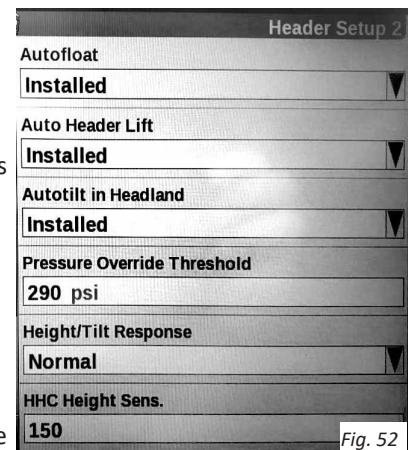 Header Setup 2
Autofloat
Installed
Auto Header Lift
Installed
s
Autotilt in Headland
Installed
Pressure Override Threshold
290 psi
Height/Tilt Response
Normal
HHC Height Sens.
150
e
Fig. 52